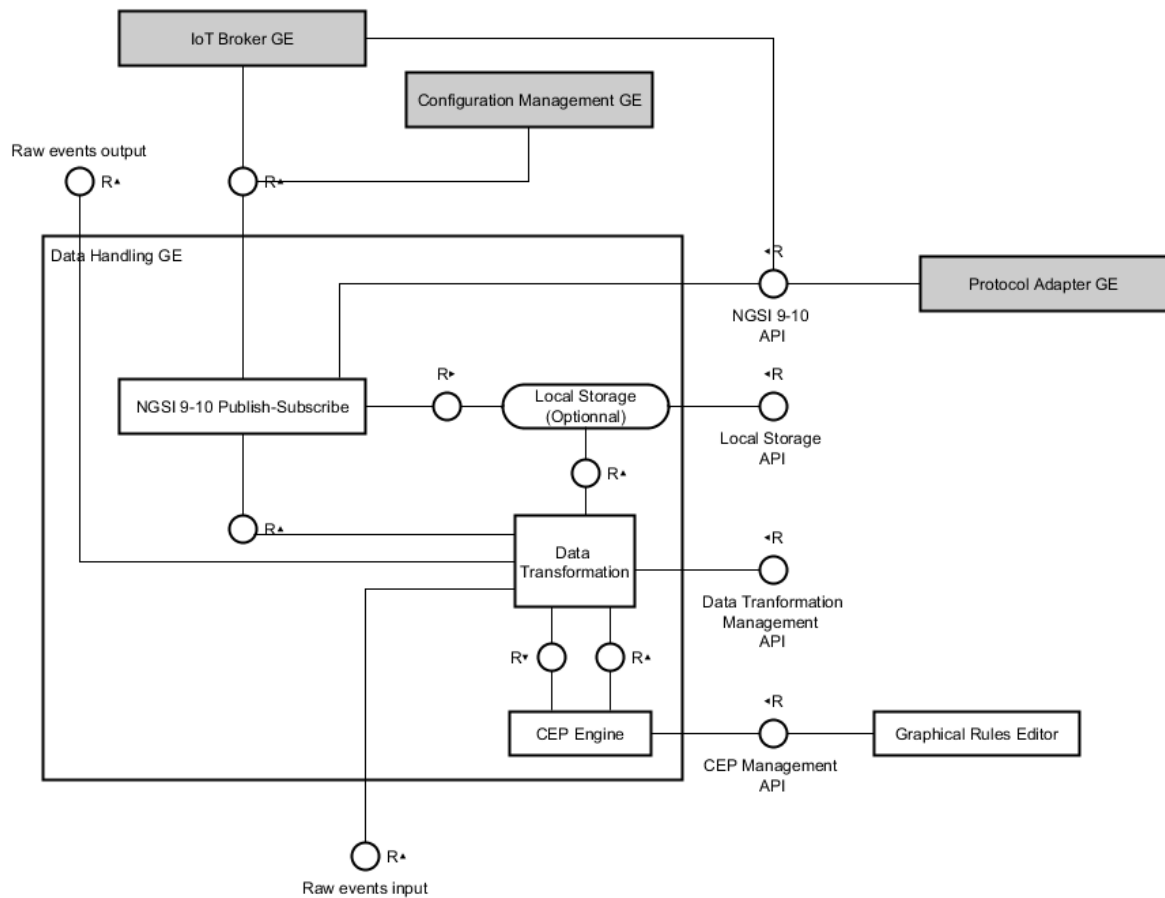 IoT Broker GE
Configuration Management GE
Raw events output
R▲
R▲
Data Handling GE
◄R
Protocol Adapter GE
NGSI 9-10
API
R►
◄R
NGSI 9-10 Publish-Subscribe
Local Storage
(Optionnal)
Local Storage
API
R▲
R▲
◄R
Data
Transformation
Data Tranformation
Management
API
R▼
R▲
◄R
CEP Engine
Graphical Rules Editor
CEP Management
API
R▲
Raw events input